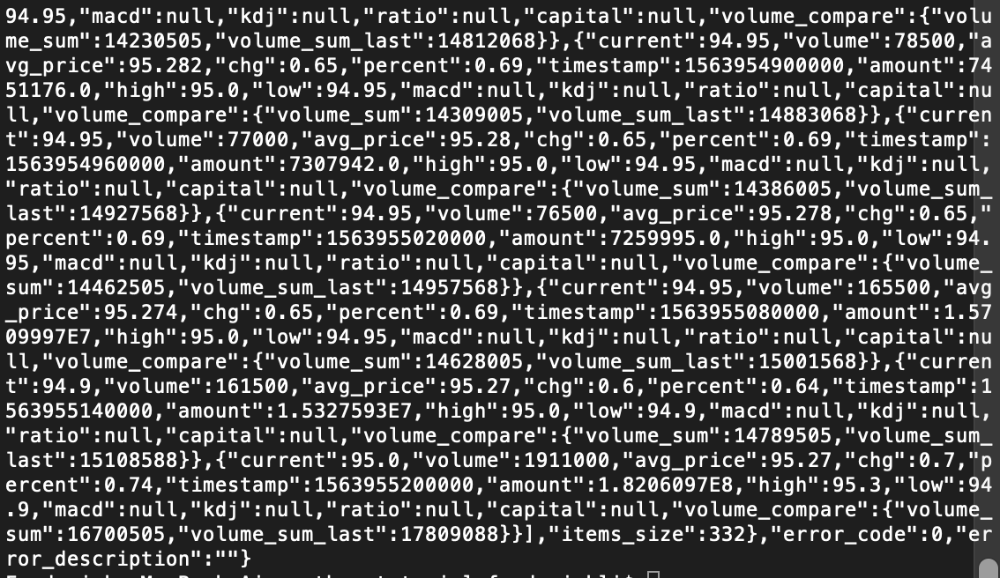 94.95,"macd":null,"kdj":null,"ratio":null,"capital":null,"volume_compare":{"volu
me_sum":14230505,"volume_sum_last":14812068}},{"current":94.95,"volume":78500,"a
vg_price":95.282,"chg":0.65,"percent":0.69,"timestamp":1563954900000,"amount":74
51176.0,"high":95.0,"low":94.95,"macd":null,"kdj":null,"ratio":null,"capital":nu
ll,"volume_compare":{"volume_sum":14309005,"volume_sum_last":14883068}},{"curren
t":94.95,"volume":77000,"avg_price":95.28,"chg":0.65,"percent":0.69,"timestamp":
1563954960000,"amount":7307942.0,"high":95.0,"low":94.95,"macd":null,"kdj":null,
"ratio":null,"capital":null,"volume_compare":{"volume_sum":14386005,"volume_sum_
last":14927568}},{"current":94.95,"volume":76500,"avg_price":95.278,"chg":0.65,"
percent":0.69,"timestamp":1563955020000,"amount":7259995.0,"high":95.0,"low":94.
95,"macd":null,"kdj":null,"ratio":null,"capital":null,"volume_compare":{"volume_
sum":14462505,"volume_sum_last":14957568}},{"current":94.95,"volume":165500,"avg
_price":95.274,"chg":0.65,"percent":0.69,"timestamp":1563955080000,"amount":1.57
09997E7,"high":95.0,"low":94.95,"macd":null,"kdj":null,"ratio":null,"capital":nu
ll,"volume_compare":{"volume_sum":14628005,"volume_sum_last":15001568}},{"curren
t":94.9,"volume":161500,"avg_price":95.27,"chg":0.6,"percent":0.64,"timestamp":1
563955140000,"amount":1.5327593E7,"high":95.0,"low":94.9,"macd":null,"kdj":null,
"ratio":null,"capital":null,"volume_compare":{"volume_sum":14789505,"volume_sum_
last":15108588}},{"current":95.0,"volume":1911000,"avg_price":95.27,"chg":0.7,"p
ercent":0.74,"timestamp":1563955200000,"amount":1.8206097E8,"high":95.3,"low":94
.9,"macd":null,"kdj":null,"ratio":null,"capital":null,"volume_compare":{"volume_
sum":16700505,"volume_sum_last":17809088}}],"items_size":332},"error_code":0,"er
ror_description":""}